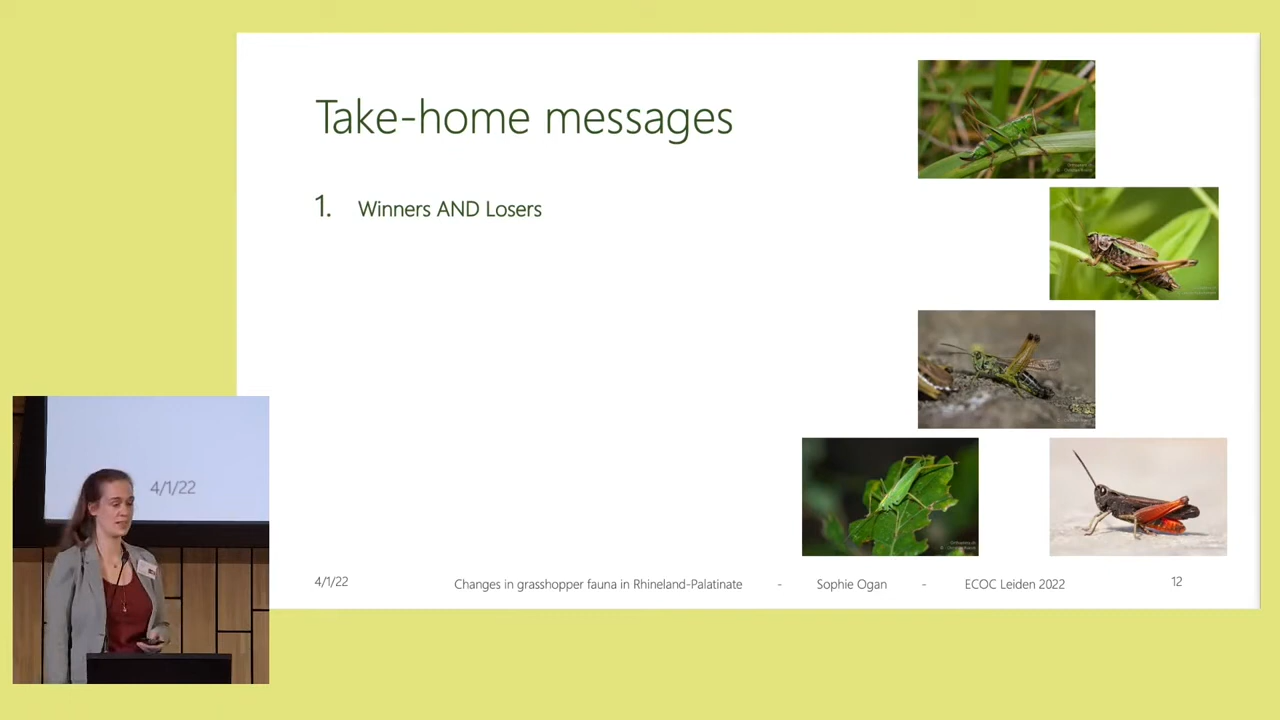 Take-home messages
1. Winners AND Losers
4/1/22
4/1/22 Changes in grasshopper fauna in Rhineland-Palatinate - Sophie Ogan - ECOC Leiden 2022 12